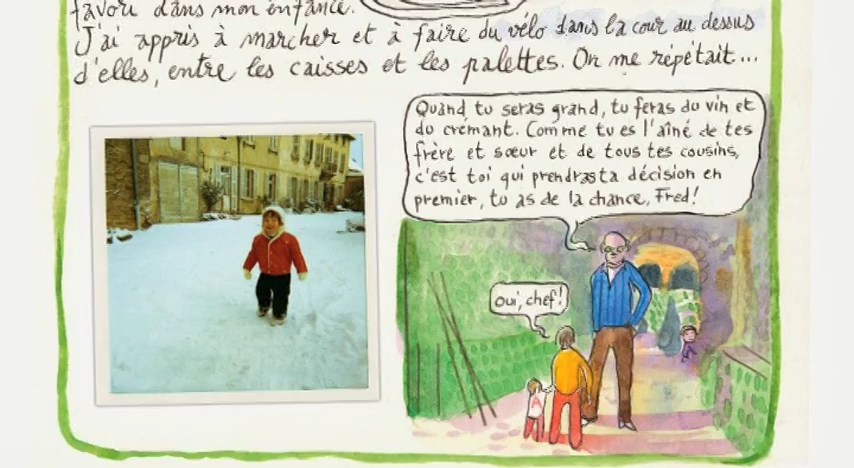 favori dans mon enfance.
J'ai appris à marcher et à faire du vélo dans la cour au dessus
d'elles, entre les caisses et les palettes. On me répétait...
Quand tu seras grand, tu feras du vin et
du crémant. Comme tu es l'aîné de tes
frère et sœur et de tous tes cousins,
c'est toi qui prendras ta décision en
premier, tu as de la chance, Fred!
Oui, chef!